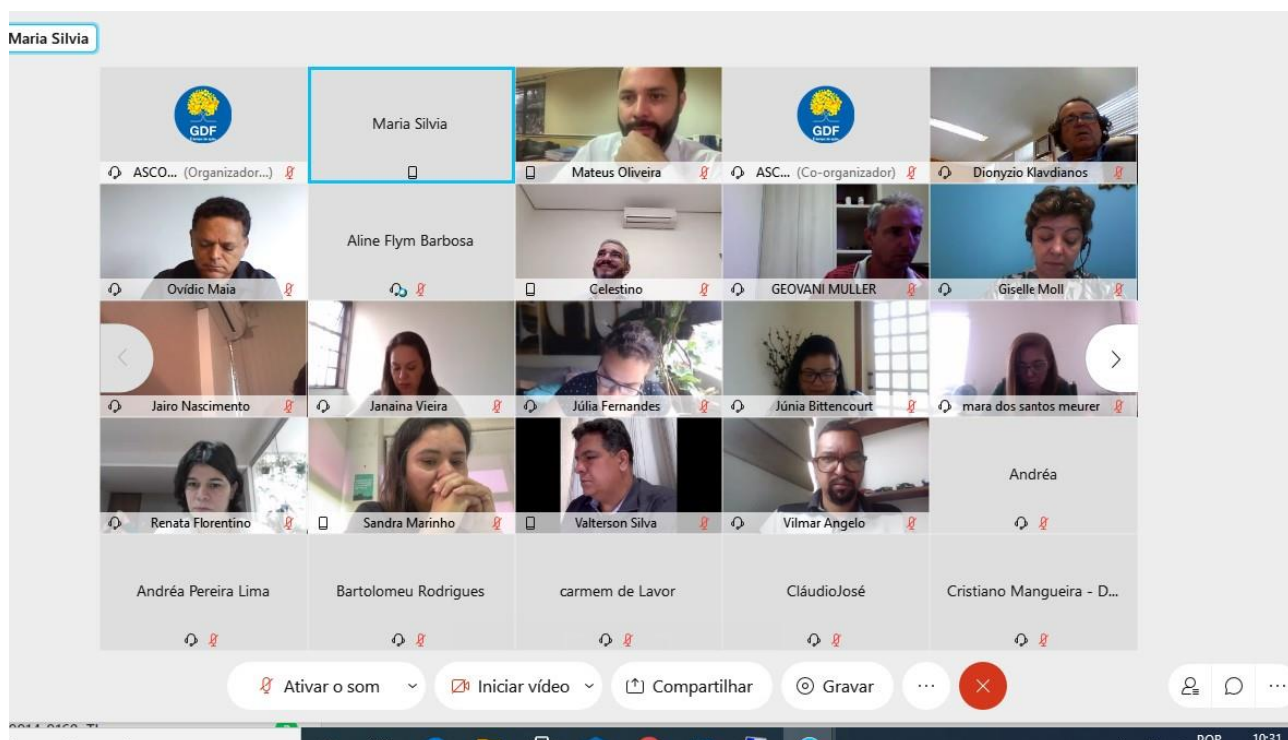 Maria Silvia
GDF
ASCO... (Organizador...)
Maria Silvia
Mateus Oliveira
GDF
ASC... (Co-organizador)
Dionyzio Klavdianos
Ovídic Maia
Aline Flym Barbosa
Celestino
GEOVANI MULLER
Giselle Moll
Jairo Nascimento
Janaina Vieira
Júlia Fernandes
Júnia Bittencourt
mara dos santos meurer
Renata Florentino
Sandra Marinho
Valterson Silva
Vilmar Angelo
Andréa
Andréa Pereira Lima
Bartolomeu Rodrigues
carmem de Lavor
CláudioJosé
Cristiano Mangueira - D...
Ativar o som
Iniciar vídeo
Compartilhar
Gravar
POR 10:31